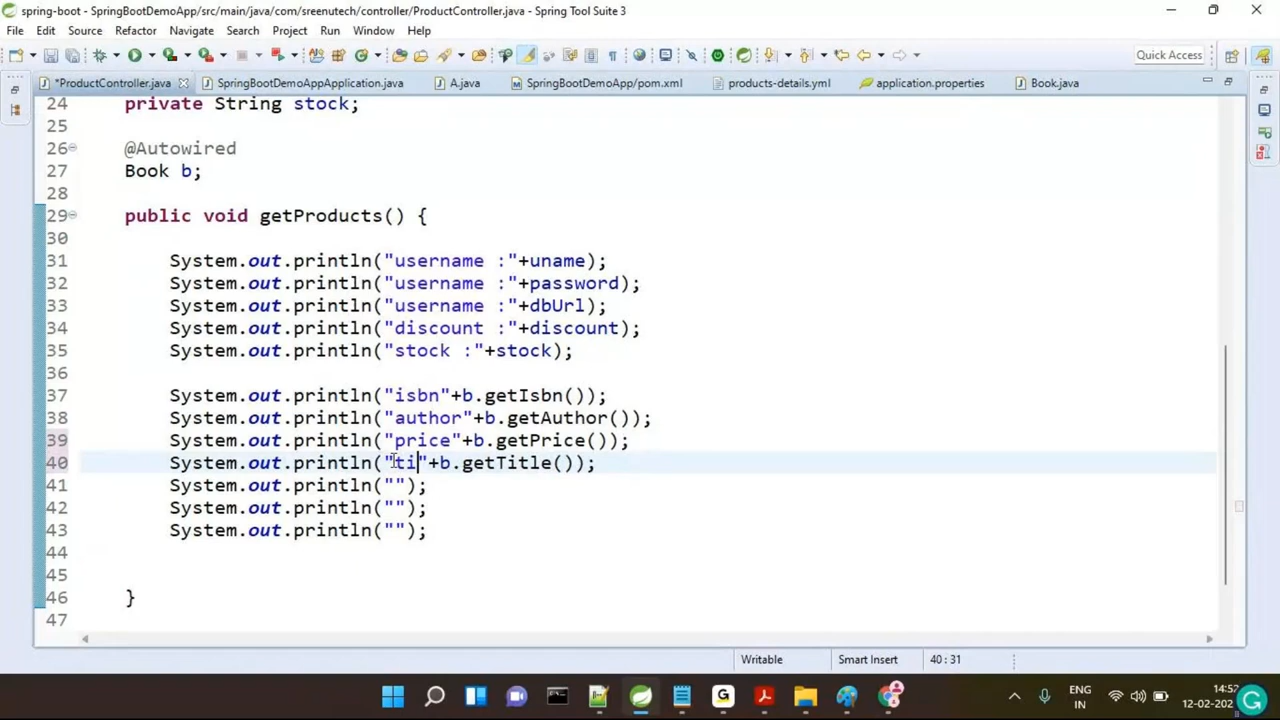 spring-boot - SpringBootDemoApp/src/main/java/com/sreenutech/controller/ProductController.java - Spring Tool Suite 3
File Edit Source Refactor Navigate Search Project Run Window Help
Quick Access
*ProductController.java SpringBootDemoAppApplication.java A.java SpringBootDemoApp/pom.xml products-details.yml application.properties Book.java
24 private String stock;
25
26 @Autowired
27 Book b;
28
29 public void getProducts() {
30
31 System.out.println("username :"+uname);
32 System.out.println("username :"+password);
33 System.out.println("username :"+dbUrl);
34 System.out.println("discount :"+discount);
35 System.out.println("stock :"+stock);
36
37 System.out.println("isbn"+b.getIsbn());
38 System.out.println("author"+b.getAuthor());
39 System.out.println("price"+b.getPrice());
40 System.out.println("ti"+b.getTitle());
41 System.out.println("");
42 System.out.println("");
43 System.out.println("");
44
45
46 }
47
Writable Smart Insert 40 : 31
ENG 14:52
IN 12-02-202